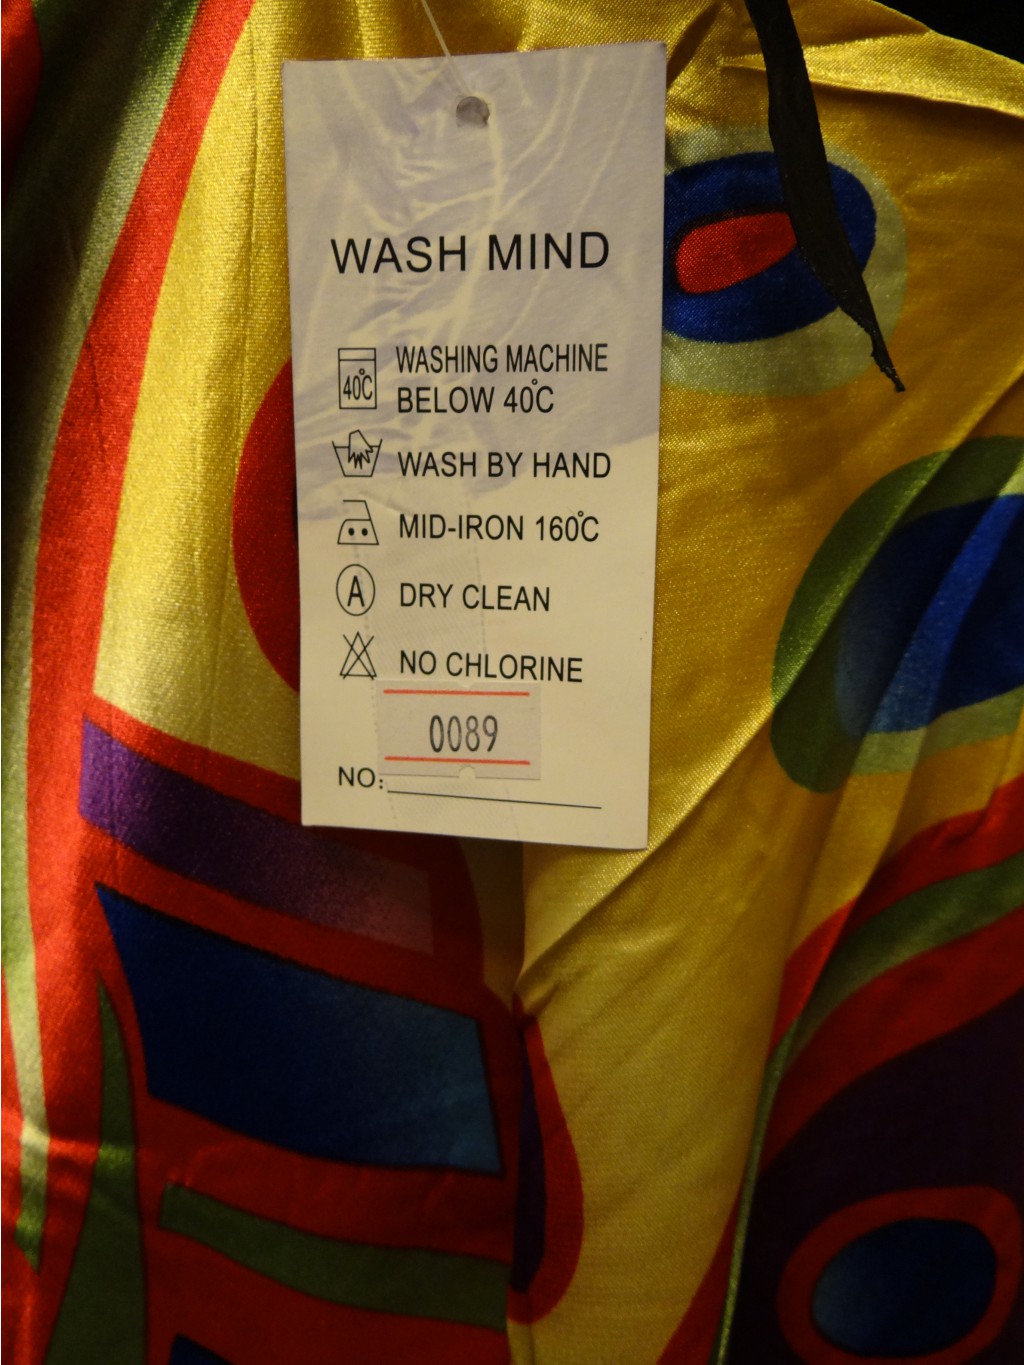 WASH MIND
40℃ WASHING MACHINE
BELOW 40℃
WASH BY HAND
MID-IRON 160℃
A DRY CLEAN
NO CHLORINE
0089
NO: